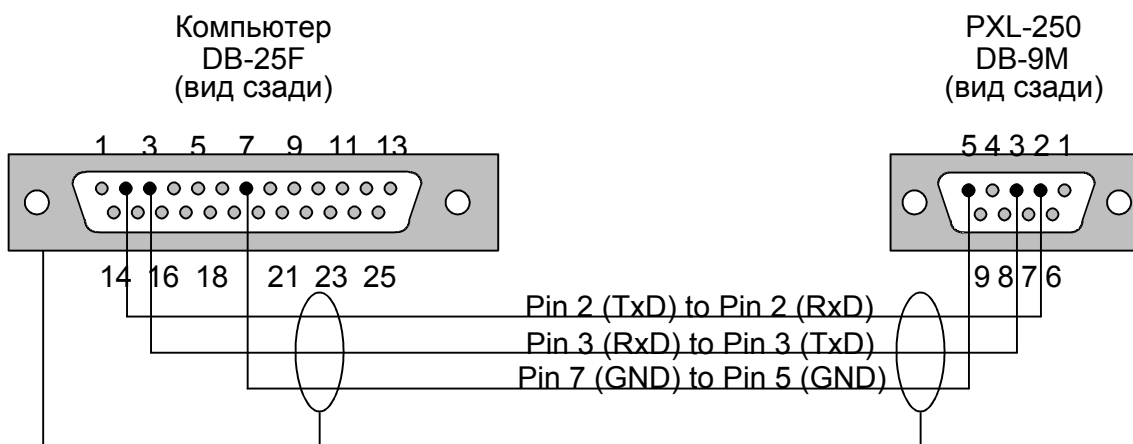 Компьютер
DB-25F
(вид сзади)
PXL-250
DB-9M
(вид сзади)
1 3 5 7 9 11 13
5 4 3 2 1
14 16 18 21 23 25
9 8 7 6
Pin 2 (TxD) to Pin 2 (RxD)
Pin 3 (RxD) to Pin 3 (TxD)
Pin 7 (GND) to Pin 5 (GND)